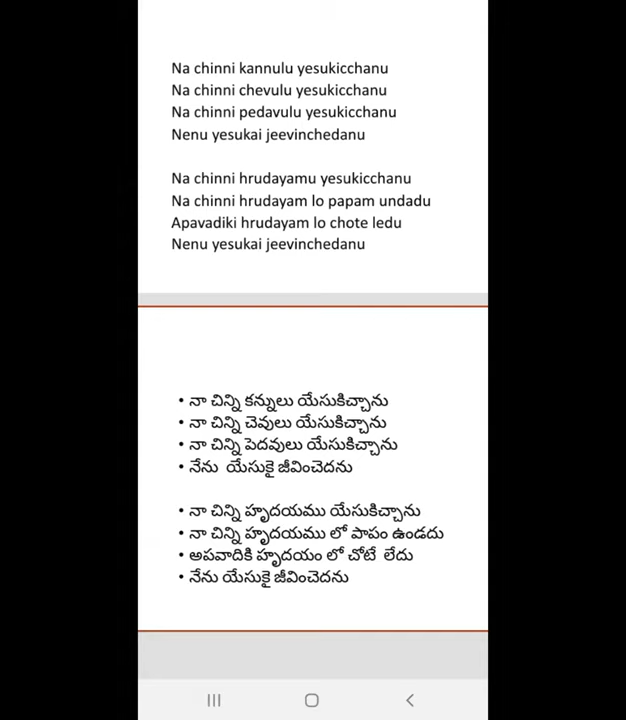 Na chinni kannulu yesukicchanu
Na chinni chevulu yesukicchanu
Na chinni pedavulu yesukicchanu
Nenu yesukai jeevinchedanu
Na chinni hrudayamu yesukicchanu
Na chinni hrudayam lo papam undadu
Apavadiki hrudayam lo chote ledu
Nenu yesukai jeevinchedanu
• నా చిన్ని కన్నులు యేసుకిచ్చాను
• నా చిన్ని చెవులు యేసుకిచ్చాను
• నా చిన్ని పెదవులు యేసుకిచ్చాను
• నేను యేసుకై జీవించెదను
• నా చిన్ని హృదయము యేసుకిచ్చాను
• నా చిన్ని హృదయము లో పాపం ఉండదు
• అపవాదికి హృదయం లో చోటే లేదు
• నేను యేసుకై జీవించెదను